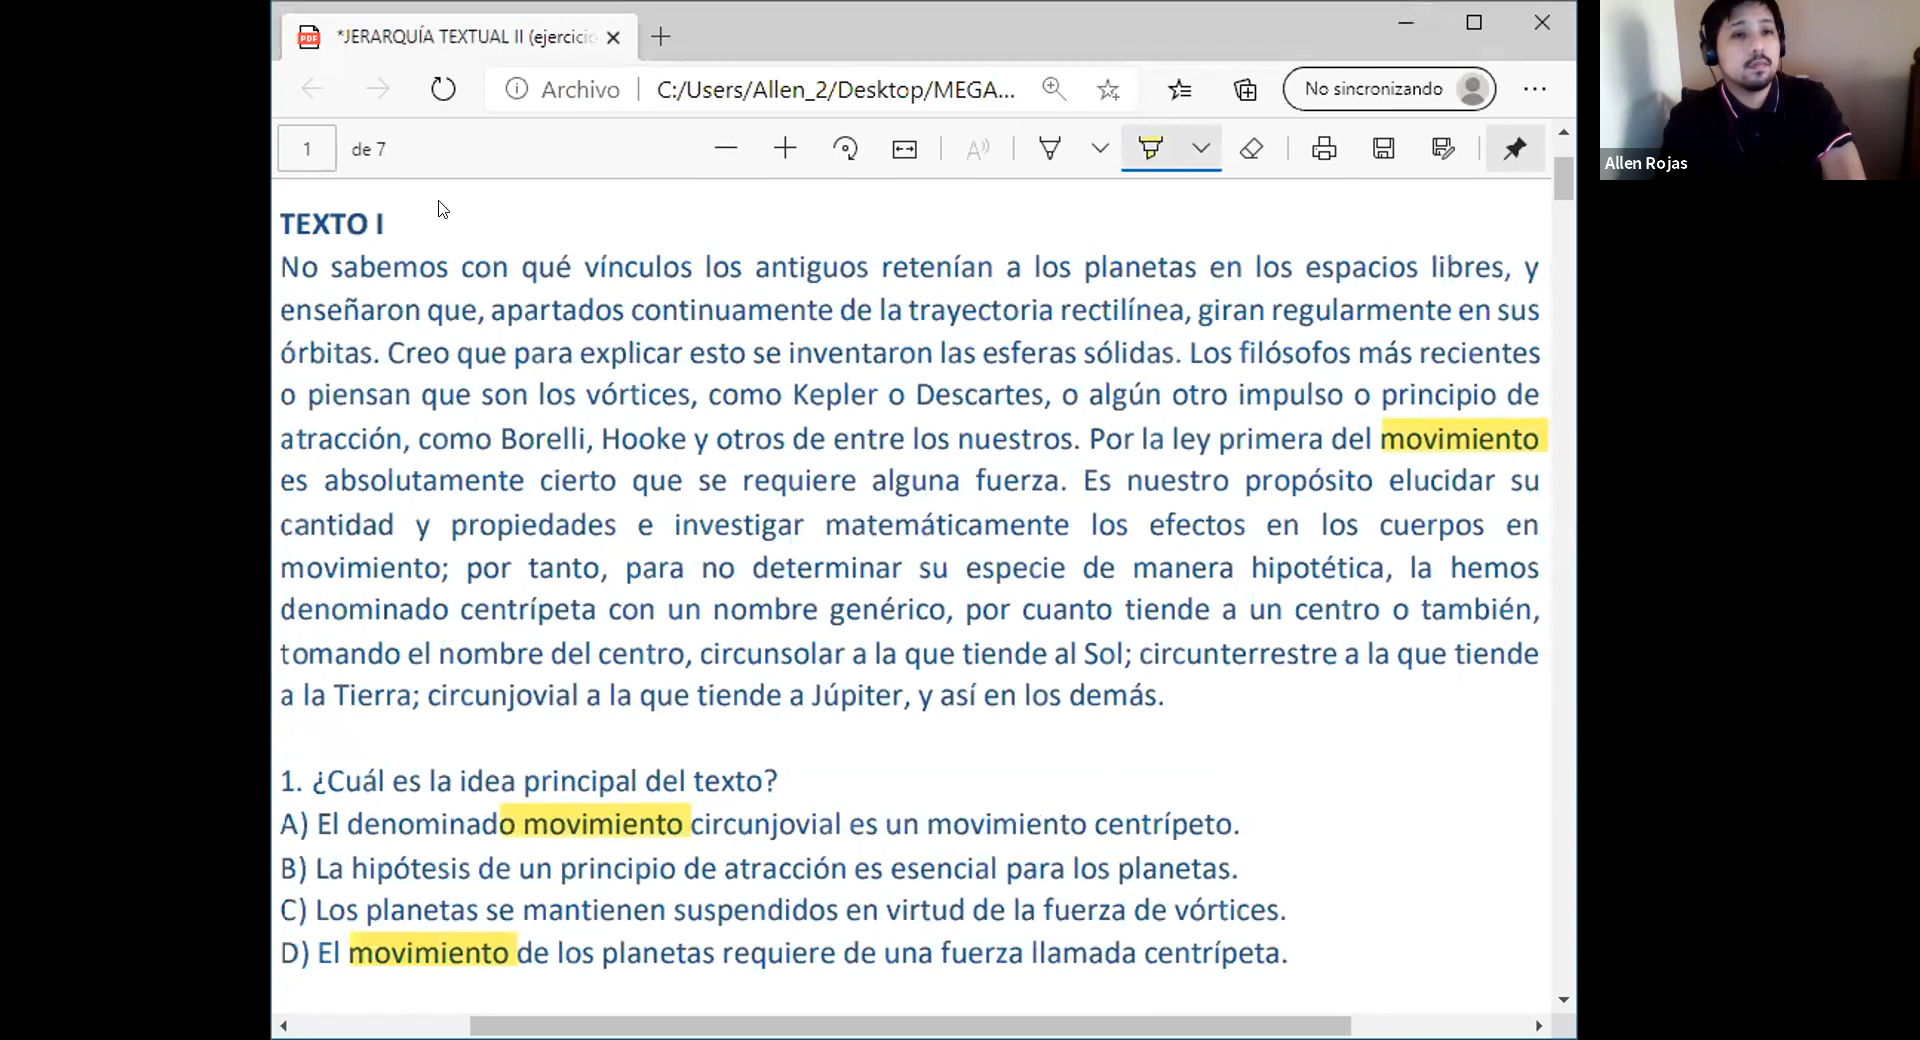 *JERARQUÍA TEXTUAL II (ejercicio
Archivo
C:/Users/Allen_2/Desktop/MEGA...
No sincronizando
1 de 7
Allen Rojas
TEXTO I
No sabemos con qué vínculos los antiguos retenían a los planetas en los espacios libres, y
enseñaron que, apartados continuamente de la trayectoria rectilínea, giran regularmente en sus
órbitas. Creo que para explicar esto se inventaron las esferas sólidas. Los filósofos más recientes
o piensan que son los vórtices, como Kepler o Descartes, o algún otro impulso o principio de
atracción, como Borelli, Hooke y otros de entre los nuestros. Por la ley primera del movimiento
es absolutamente cierto que se requiere alguna fuerza. Es nuestro propósito elucidar su
cantidad y propiedades e investigar matemáticamente los efectos en los cuerpos en
movimiento; por tanto, para no determinar su especie de manera hipotética, la hemos
denominado centrípeta con un nombre genérico, por cuanto tiende a un centro o también,
tomando el nombre del centro, circunsolar a la que tiende al Sol; circunterrestre a la que tiende
a la Tierra; circunjovial a la que tiende a Júpiter, y así en los demás.
1. ¿Cuál es la idea principal del texto?
A) El denominado movimiento circunjovial es un movimiento centrípeto.
B) La hipótesis de un principio de atracción es esencial para los planetas.
C) Los planetas se mantienen suspendidos en virtud de la fuerza de vórtices.
D) El movimiento de los planetas requiere de una fuerza llamada centrípeta.